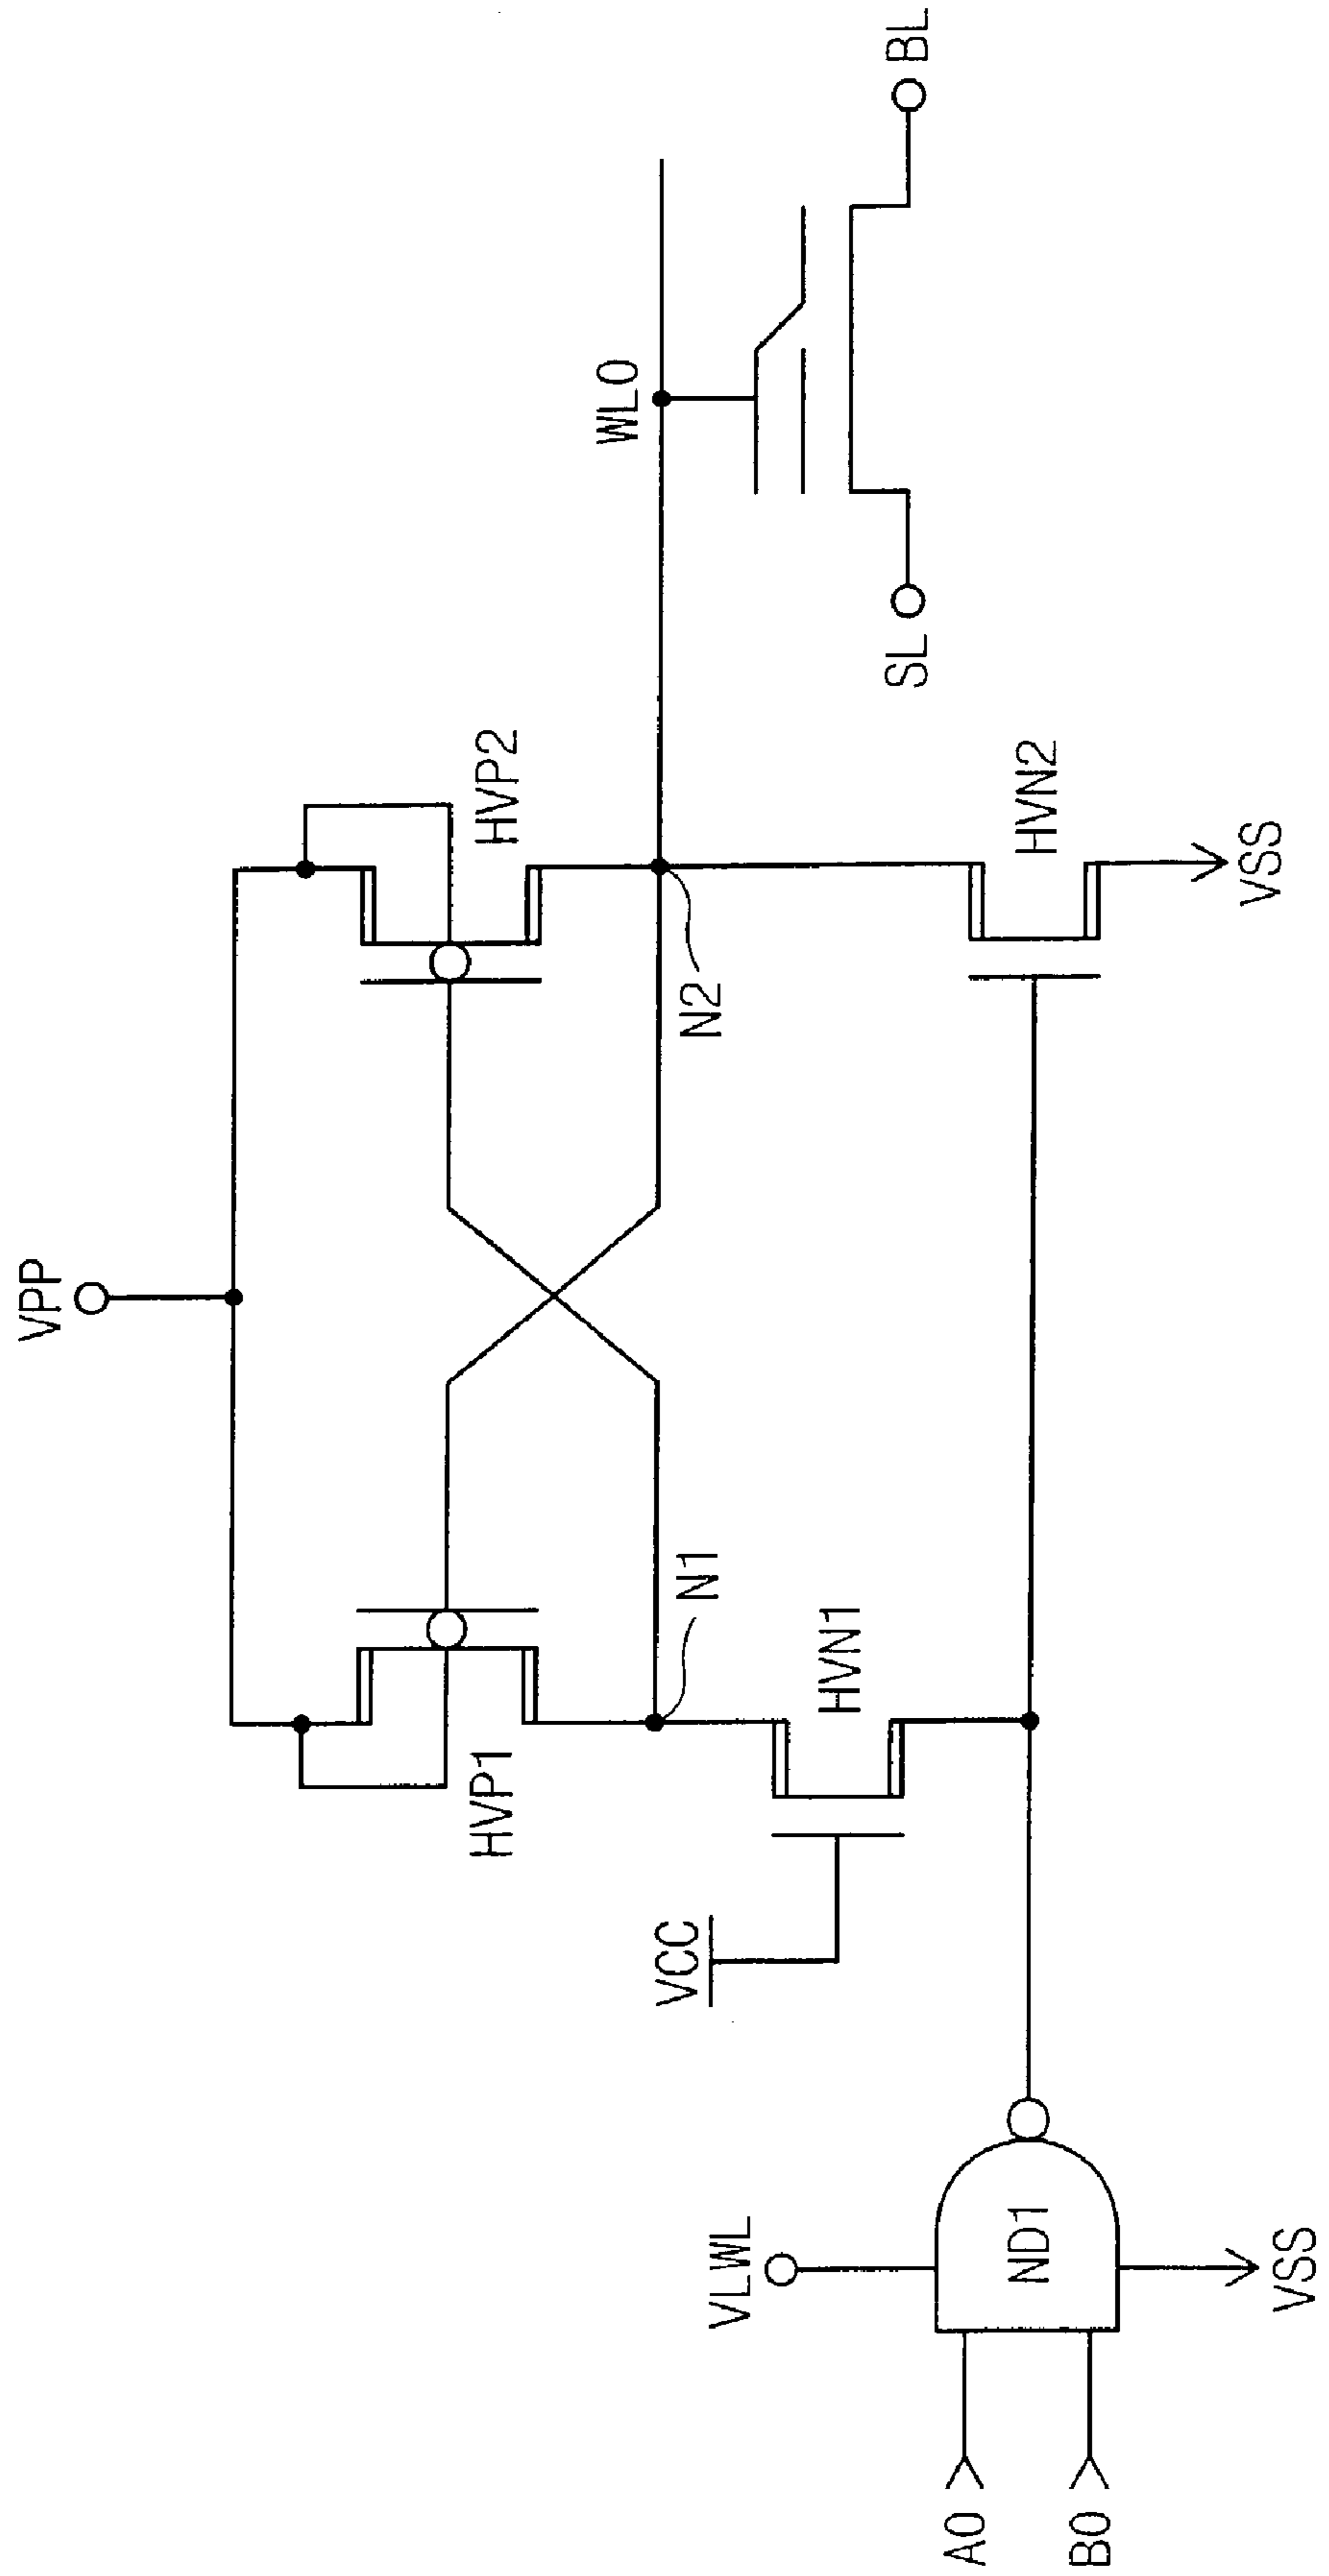 VPP
HVP1
HVP2
N1
N2
WL0
VCC
HVN1
HVN2
SL
BL
VLWL
ND1
A0
B0
VSS
VSS